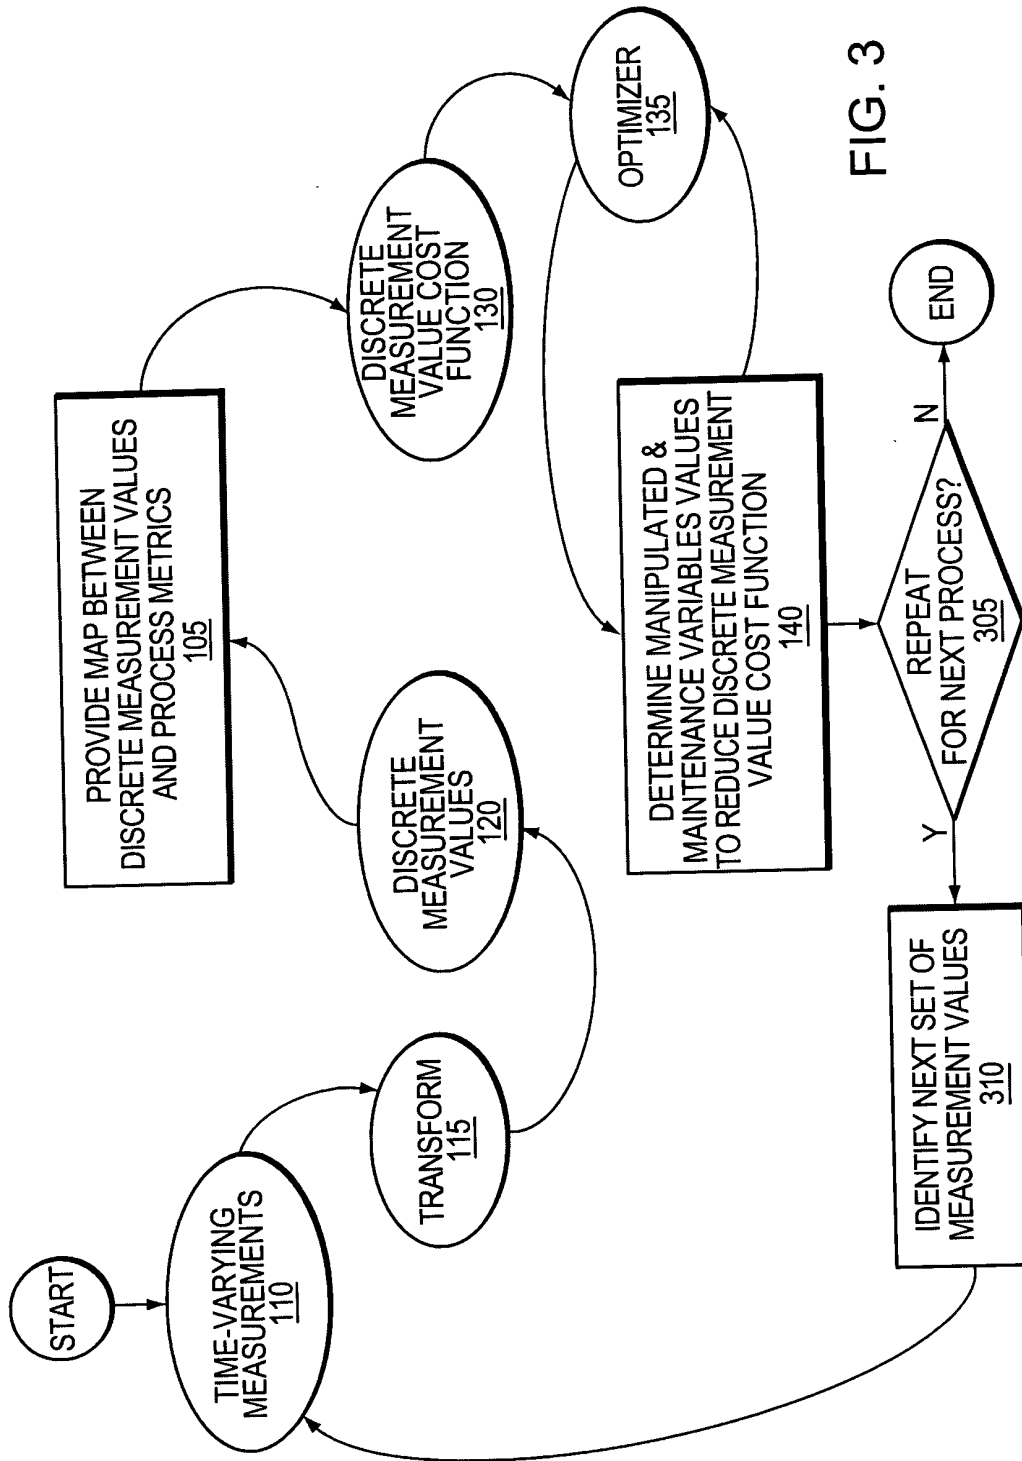 START
TIME-VARYING
MEASUREMENTS
110
TRANSFORM
115
DISCRETE
MEASUREMENT
VALUES
120
PROVIDE MAP BETWEEN
DISCRETE MEASUREMENT VALUES
AND PROCESS METRICS
105
DISCRETE
MEASUREMENT
VALUE COST
FUNCTION
130
OPTIMIZER
135
DETERMINE MANIPULATED &
MAINTENANCE VARIABLES VALUES
TO REDUCE DISCRETE MEASUREMENT
VALUE COST FUNCTION
140
REPEAT
FOR NEXT PROCESS?
305
Y
N
END
IDENTIFY NEXT SET OF
MEASUREMENT VALUES
310
FIG. 3